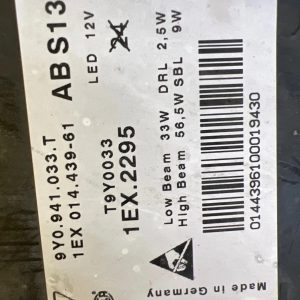 9Y0.941.033.T
1EX 014.439-61
AB S13
LED 12V
24
T9Y0033
1EX.2295
Low Beam 33W DRL 2,5W
High Beam 56,5W SBL 9W
0144396100019430
Made in Germany